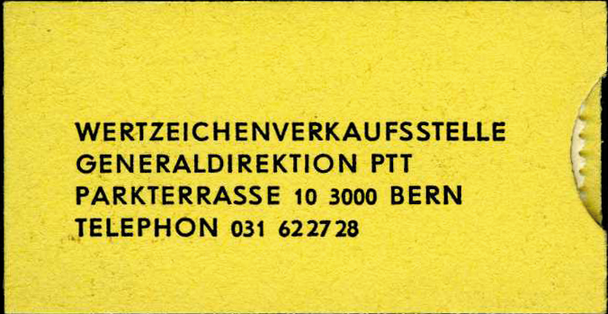 WERTZEICHENVERKAUFSSTELLE
GENERALDIREKTION PTT
PARKTERRASSE 10 3000 BERN
TELEPHON 031 622728